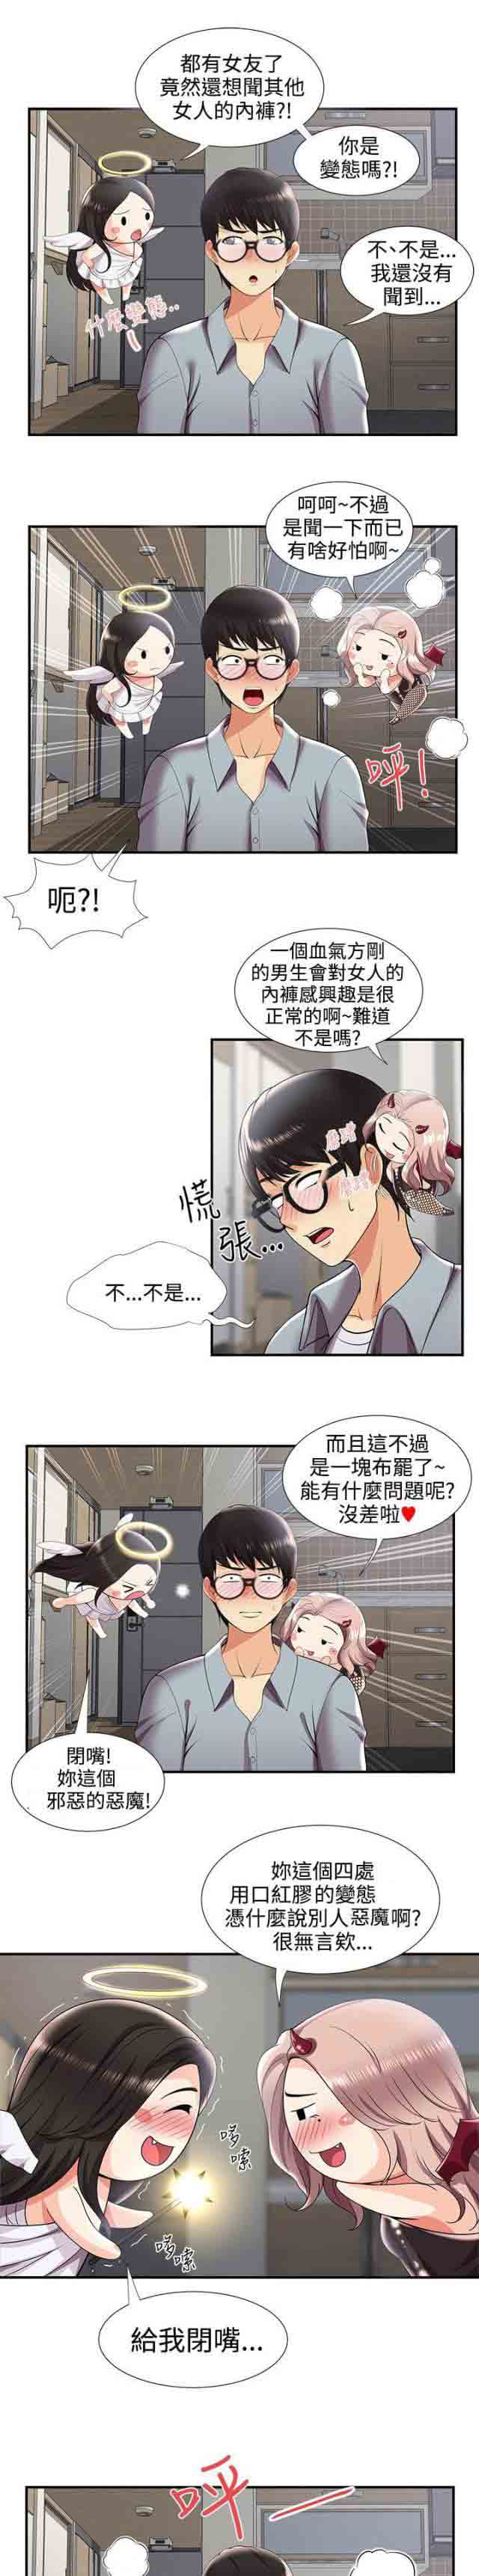 都有女友了
竟然還想聞其他
女人的內褲?!
你是
變態嗎?!
不、不是...
我還沒有
聞到...
什麼變態..
!
呵呵~不過
是聞一下而已
有啥好怕啊~
呼!
呃?!
一個血氣方剛
的男生會對女人的
內褲感興趣是很
正常的啊~難道
不是嗎?
磨蹭
磨蹭
慌
張...
不...不是...
而且這不過
是一塊布罷了~
能有什麼問題呢?
沒差啦♥
閉嘴!
妳這個
邪惡的惡魔!
妳這個四處
用口紅膠的變態
憑什麼說別人惡魔啊?
很無言欸...
哆
嗦
哆
嗦
給我閉嘴...
呼